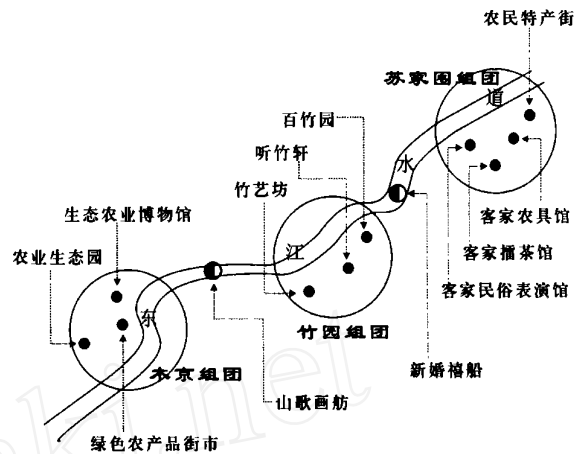 农民特产街
苏家围组团
道
百竹园
水
听竹轩
竹艺坊
客家农具馆
生态农业博物馆
客家擂茶馆
农业生态园
江
客家民俗表演馆
东
竹园组团
新婚禧船
木京组团
山歌画舫
绿色农产品街市